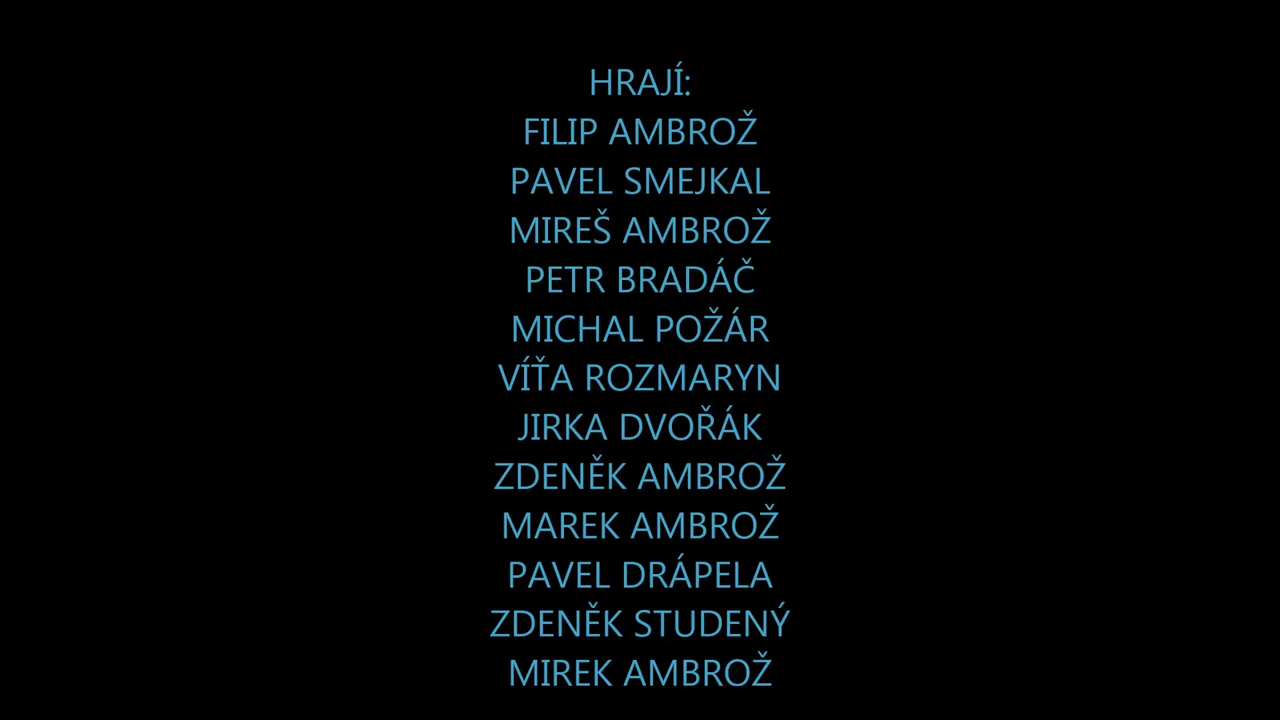 HRAJÍ:
FILIP AMBROŽ
PAVEL SMEJKAL
MIREŠ AMBROŽ
PETR BRADÁČ
MICHAL POŽÁR
VÍŤA ROZMARYN
JIRKA DVOŘÁK
ZDENĚK AMBROŽ
MAREK AMBROŽ
PAVEL DRÁPELA
ZDENĚK STUDENÝ
MIREK AMBROŽ